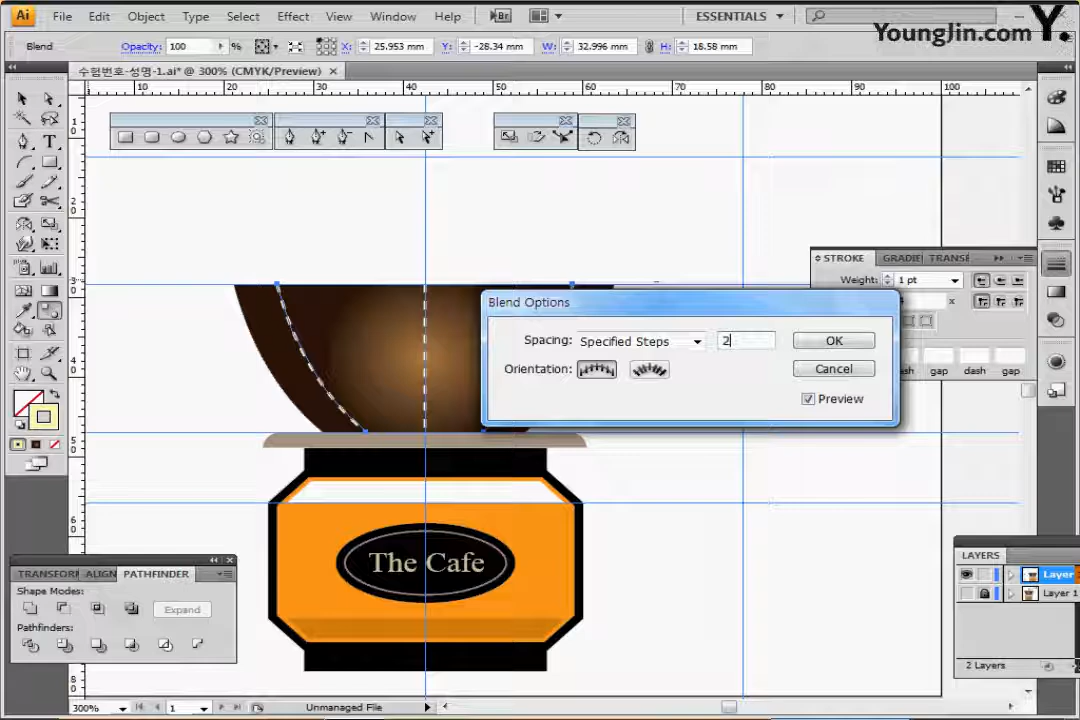 Ai File Edit Object Type Select Effect View Window Help Br ESSENTIALS
YoungJin.com Y.
Blend Opacity: 100 % X: 25.953 mm Y: -28.34 mm W: 32.996 mm H: 18.58 mm
수험번호-성명-1.ai* @ 300% (CMYK/Preview)
10 20 30 40 50 60 70 80 90 100
STROKE GRADIE TRANSI
Weight: 1 pt
Blend Options
Spacing: Specified Steps 2 OK
x
Orientation: Cancel
gap dash gap
Preview
The Cafe
LAYERS
Layer
Layer 1
2 Layers
TRANSFORM ALIGN PATHFINDER
Shape Modes:
Expand
Pathfinders:
300% 1 Unmanaged File